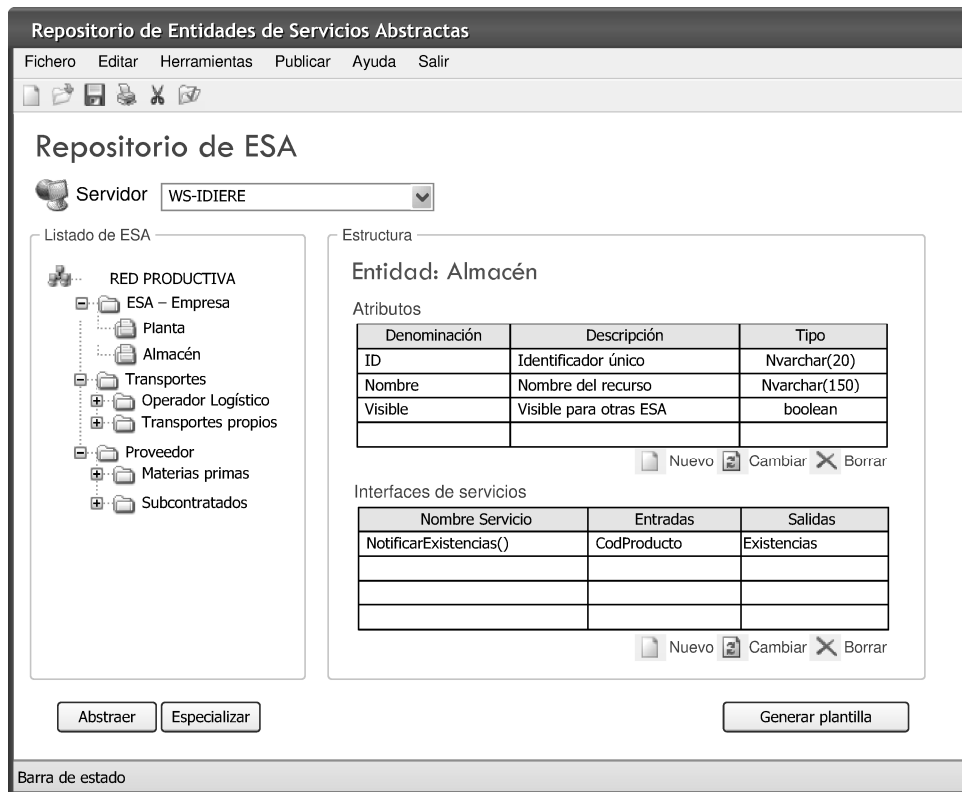 Repositorio de Entidades de Servicios Abstractas
Fichero Editar Herramientas Publicar Ayuda Salir
Repositorio de ESA
Servidor WS-IDIERE
Listado de ESA
RED PRODUCTIVA
ESA – Empresa
Planta
Almacén
Transportes
Operador Logístico
Transportes propios
Proveedor
Materias primas
Subcontratados
Estructura
Entidad: Almacén
Atributos
Denominación Descripción Tipo
ID Identificador único Nvarchar(20)
Nombre Nombre del recurso Nvarchar(150)
Visible Visible para otras ESA boolean
Nuevo Cambiar Borrar
Interfaces de servicios
Nombre Servicio Entradas Salidas
NotificarExistencias() CodProducto Existencias
Nuevo Cambiar Borrar
Abstraer Especializar Generar plantilla
Barra de estado